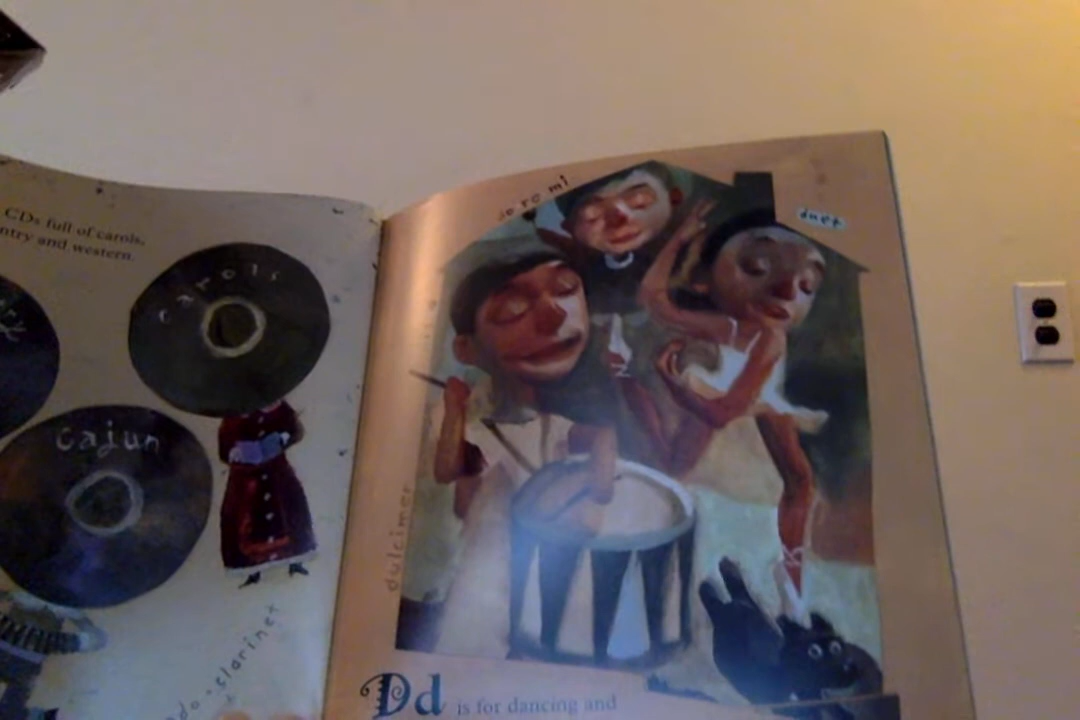 CDs full of carols,
ntry and western.
carols
cajun
clarinet
do re mi
duet
dulcimer
Dd is for dancing and